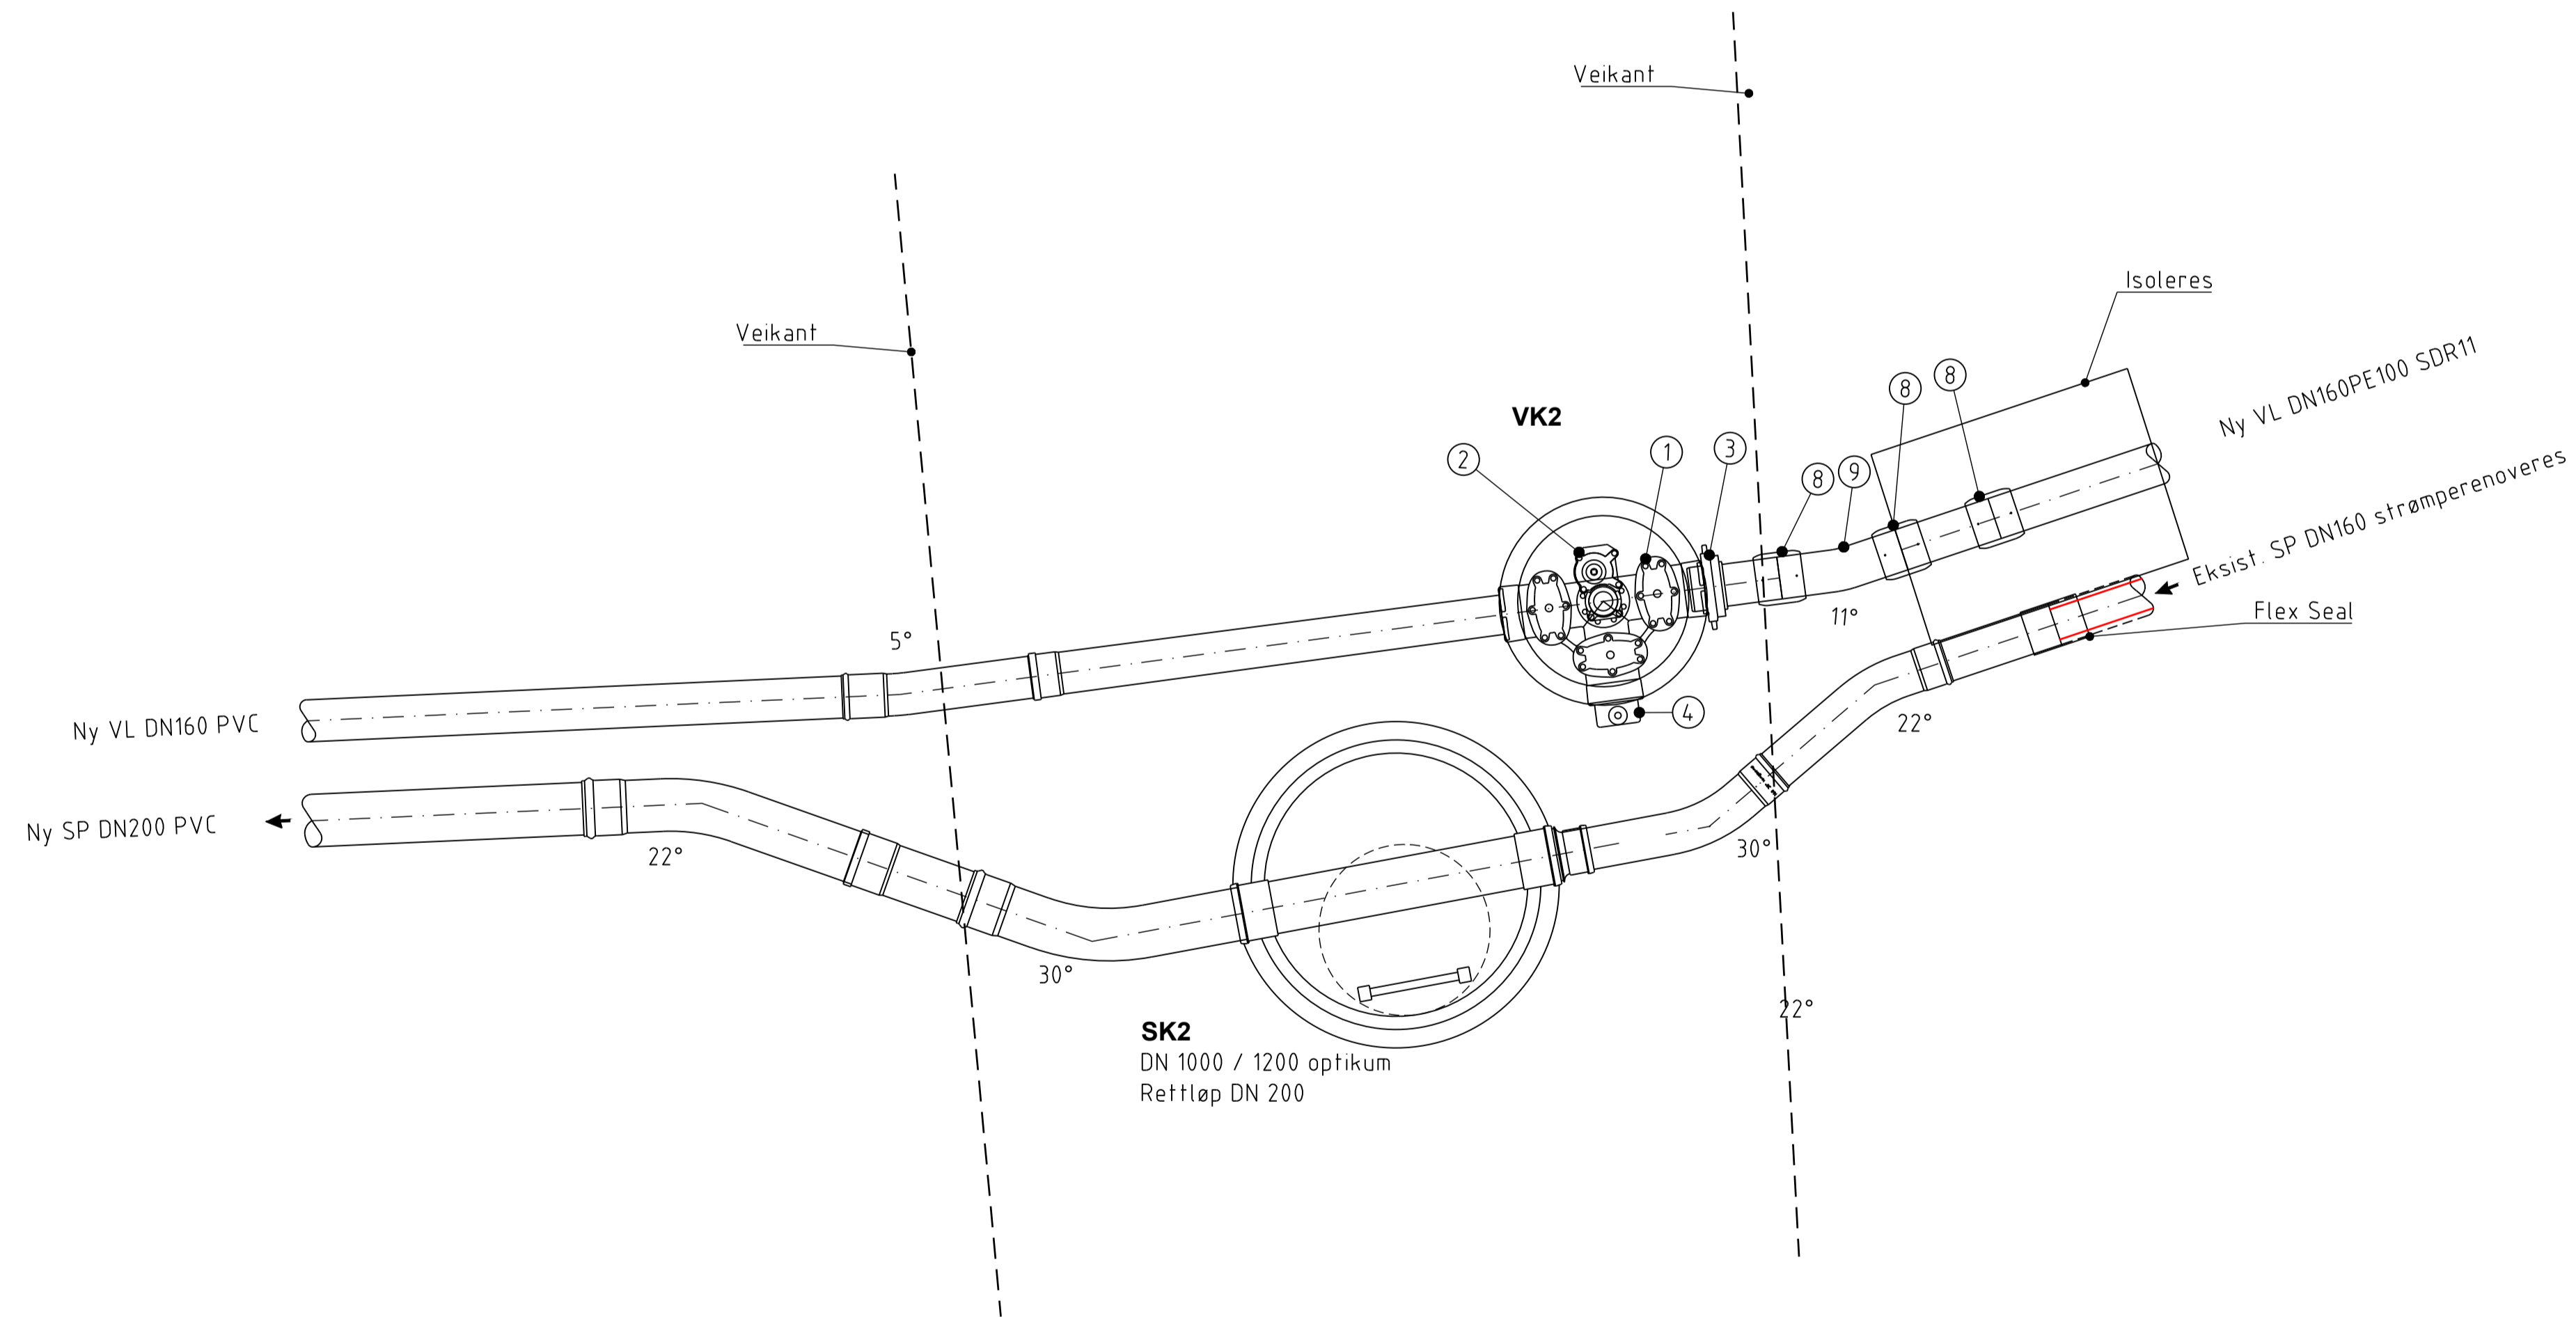 Veikant
Isoleres
Veikant
Ny VL DN160PE100 SDR11
8
8
VK2
2
1
3
8
9
Eksist. SP DN160 strømperenoveres
11°
Flex Seal
5°
Ny VL DN160 PVC
4
22°
Ny SP DN200 PVC
22°
30°
30°
22°
SK2
DN 1000 / 1200 optikum
Rettløp DN 200